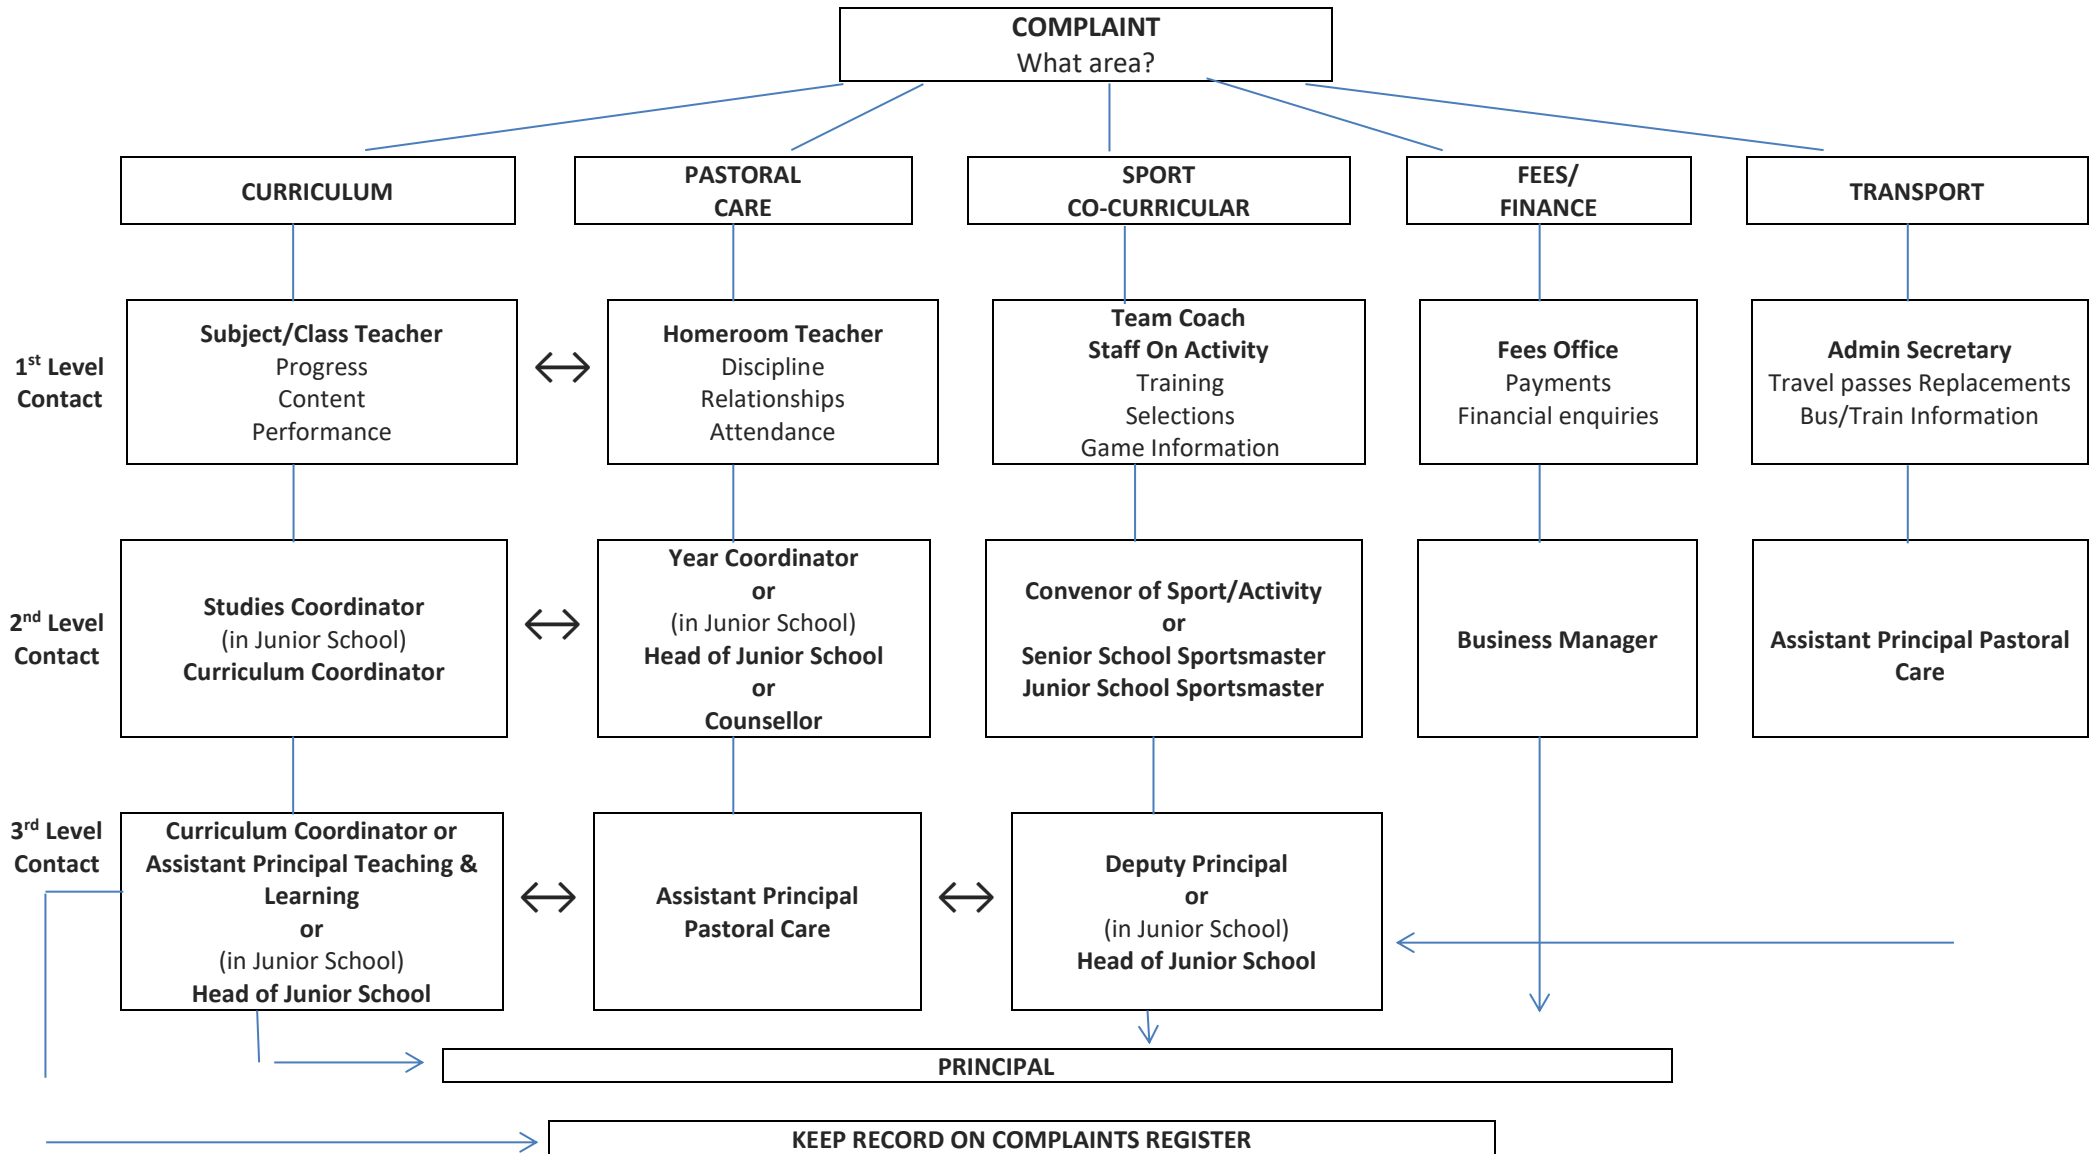 COMPLAINT
What area?
CURRICULUM
PASTORAL
CARE
SPORT
CO-CURRICULAR
FEES/
FINANCE
TRANSPORT
1st Level
Contact
Subject/Class Teacher
Progress
Content
Performance
Homeroom Teacher
Discipline
Relationships
Attendance
Team Coach
Staff On Activity
Training
Selections
Game Information
Fees Office
Payments
Financial enquiries
Admin Secretary
Travel passes Replacements
Bus/Train Information
2nd Level
Contact
Studies Coordinator
(in Junior School)
Curriculum Coordinator
Year Coordinator
or
(in Junior School)
Head of Junior School
or
Counsellor
Convenor of Sport/Activity
or
Senior School Sportsmaster
Junior School Sportsmaster
Business Manager
Assistant Principal Pastoral
Care
3rd Level
Contact
Curriculum Coordinator or
Assistant Principal Teaching &
Learning
or
(in Junior School)
Head of Junior School
Assistant Principal
Pastoral Care
Deputy Principal
or
(in Junior School)
Head of Junior School
PRINCIPAL
KEEP RECORD ON COMPLAINTS REGISTER